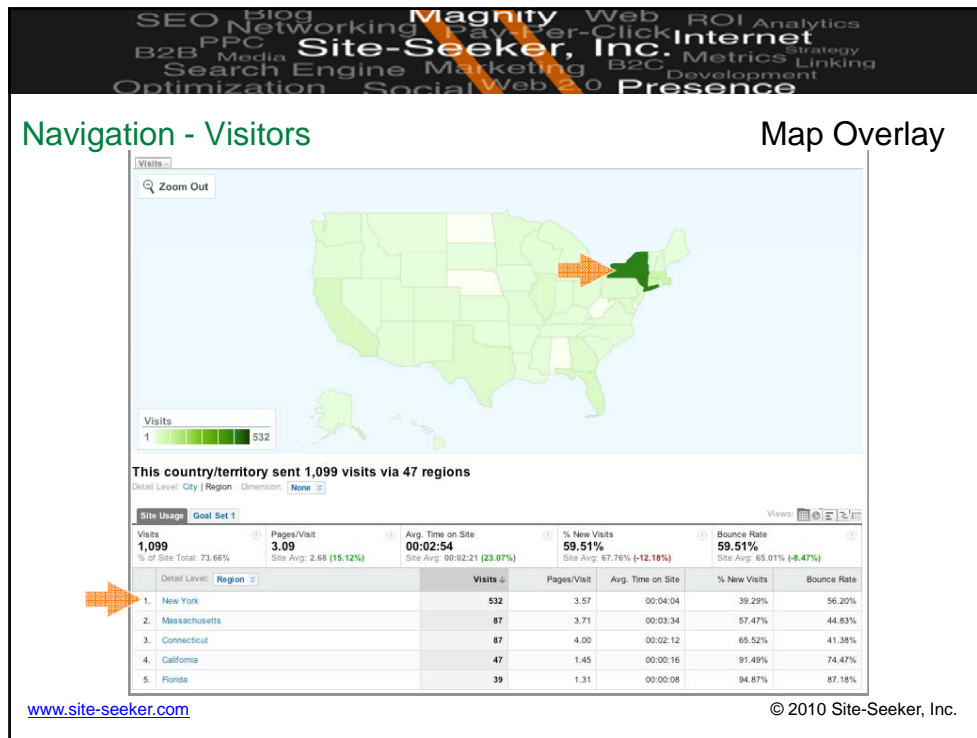 SEO Blog Magnify Web ROI Analytics
Networking Pay-Per-Click Internet
B2B PPC Media Site-Seeker, Inc. B2C Metrics Strategy Linking
Search Engine Marketing Development
Optimization Social Web 2.0 Presence
Navigation - Visitors Map Overlay
Visits
Zoom Out
Visits
1 532
This country/territory sent 1,099 visits via 47 regions
Detail Level: City | Region Dimension: None
Site Usage Goal Set 1 Views:
Visits Pages/Visit Avg. Time on Site % New Visits Bounce Rate
1,099 3.09 00:02:54 59.51% 59.51%
% of Site Total: 73.66% Site Avg: 2.68 (15.12%) Site Avg: 00:02:21 (23.07%) Site Avg: 67.76% (-12.18%) Site Avg: 65.01% (-8.47%)
Detail Level: Region Visits Pages/Visit Avg. Time on Site % New Visits Bounce Rate
1. New York 532 3.57 00:04:04 39.29% 56.20%
2. Massachusetts 87 3.71 00:03:34 57.47% 44.83%
3. Connecticut 87 4.00 00:02:12 65.52% 41.38%
4. California 47 1.45 00:00:16 91.49% 74.47%
5. Florida 39 1.31 00:00:08 94.87% 87.18%
www.site-seeker.com © 2010 Site-Seeker, Inc.